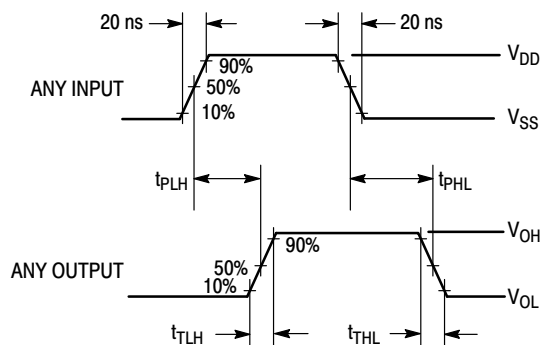 20 ns
20 ns
90%
V_DD
ANY INPUT
50%
10%
V_SS
t_PLH
t_PHL
90%
V_OH
ANY OUTPUT
50%
10%
V_OL
t_TLH
t_THL